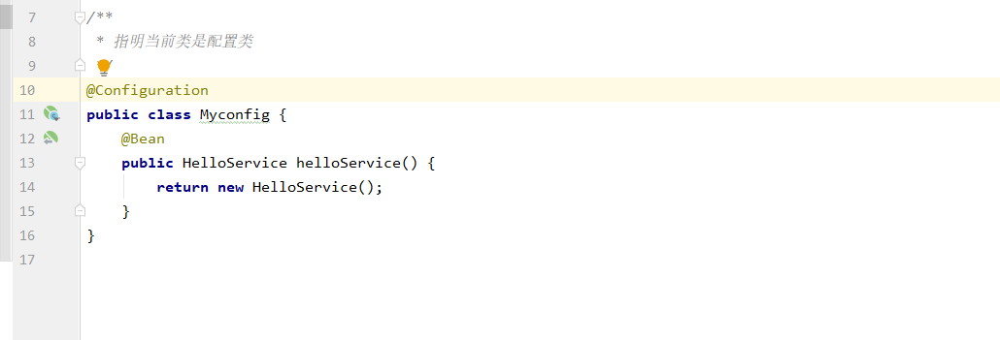 7 /**
8 * 指明当前类是配置类
9 /
10 @Configuration
11 public class Myconfig {
12 @Bean
13 public HelloService helloService() {
14 return new HelloService();
15 }
16 }
17